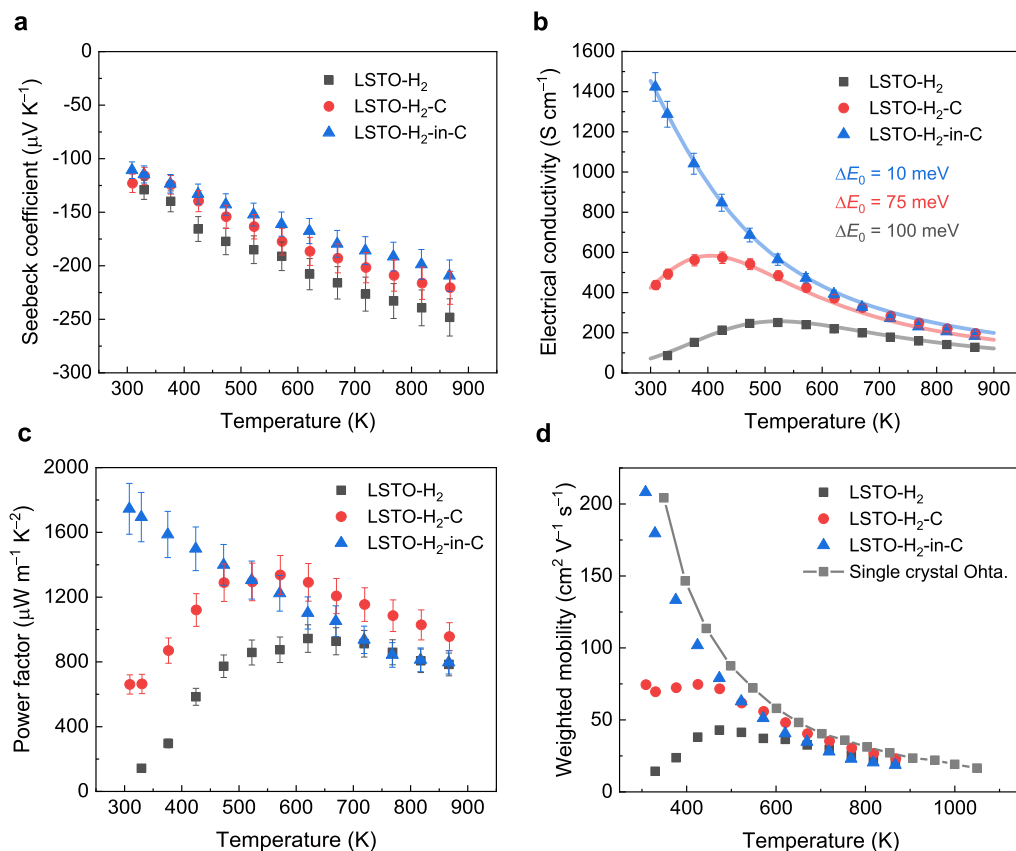 a
0
-50
-100
-150
-200
-250
-300
300 400 500 600 700 800 900
Seebeck coefficient (μV K⁻¹)
Temperature (K)
LSTO-H₂
LSTO-H₂-C
LSTO-H₂-in-C
b
1600
1400
1200
1000
800
600
400
200
0
300 400 500 600 700 800 900
Electrical conductivity (S cm⁻¹)
Temperature (K)
LSTO-H₂
LSTO-H₂-C
LSTO-H₂-in-C
ΔE₀ = 10 meV
ΔE₀ = 75 meV
ΔE₀ = 100 meV
c
2000
1600
1200
800
400
0
300 400 500 600 700 800 900
Power factor (μW m⁻¹ K⁻²)
Temperature (K)
LSTO-H₂
LSTO-H₂-C
LSTO-H₂-in-C
d
200
150
100
50
0
400 600 800 1000
Weighted mobility (cm² V⁻¹ s⁻¹)
Temperature (K)
LSTO-H₂
LSTO-H₂-C
LSTO-H₂-in-C
Single crystal Ohta.